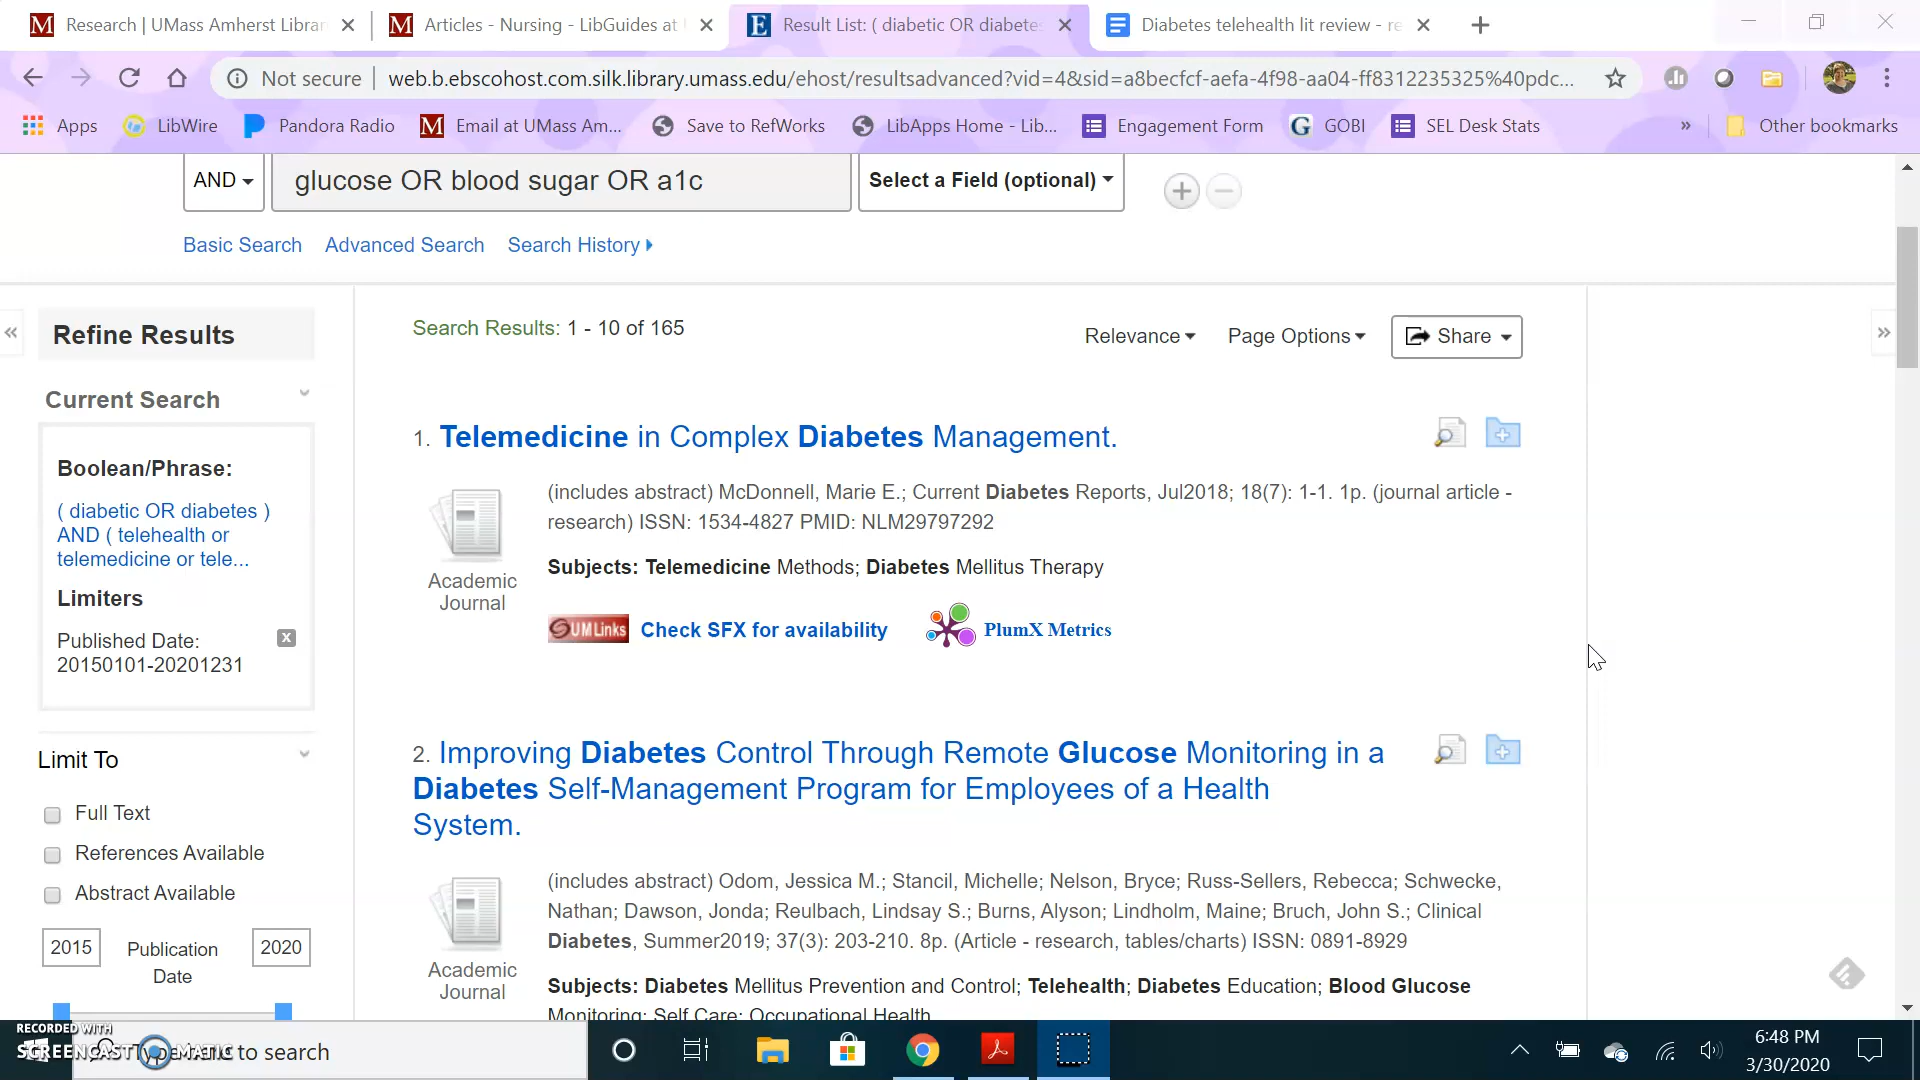 Research | UMass Amherst Librar
Articles - Nursing - LibGuides at
Result List: ( diabetic OR diabetes
Diabetes telehealth lit review - re
Not secure
web.b.ebscohost.com.silk.library.umass.edu/ehost/resultsadvanced?vid=4&sid=a8becfcf-aefa-4f98-aa04-ff8312235325%40pdc...
Apps
LibWire
Pandora Radio
Email at UMass Am...
Save to RefWorks
LibApps Home - Lib...
Engagement Form
GOBI
SEL Desk Stats
»
Other bookmarks
AND
glucose OR blood sugar OR a1c
Select a Field (optional)
Basic Search
Advanced Search
Search History
Refine Results
Current Search
Boolean/Phrase:
( diabetic OR diabetes )
AND ( telehealth or
telemedicine or tele...
Limiters
Published Date:
20150101-20201231
Limit To
Full Text
References Available
Abstract Available
2015
Publication
Date
2020
Search Results: 1 - 10 of 165
Relevance
Page Options
Share
1. Telemedicine in Complex Diabetes Management.
(includes abstract) McDonnell, Marie E.; Current Diabetes Reports, Jul2018; 18(7): 1-1. 1p. (journal article -
research) ISSN: 1534-4827 PMID: NLM29797292
Academic
Journal
Subjects: Telemedicine Methods; Diabetes Mellitus Therapy
UMLinks Check SFX for availability
PlumX Metrics
2. Improving Diabetes Control Through Remote Glucose Monitoring in a
Diabetes Self-Management Program for Employees of a Health
System.
(includes abstract) Odom, Jessica M.; Stancil, Michelle; Nelson, Bryce; Russ-Sellers, Rebecca; Schwecke,
Nathan; Dawson, Jonda; Reulbach, Lindsay S.; Burns, Alyson; Lindholm, Maine; Bruch, John S.; Clinical
Diabetes, Summer2019; 37(3): 203-210. 8p. (Article - research, tables/charts) ISSN: 0891-8929
Academic
Journal
Subjects: Diabetes Mellitus Prevention and Control; Telehealth; Diabetes Education; Blood Glucose
Monitoring; Self Care; Occupational Health
RECORDED WITH
SCREENCAST MATIC
to search
6:48 PM
3/30/2020